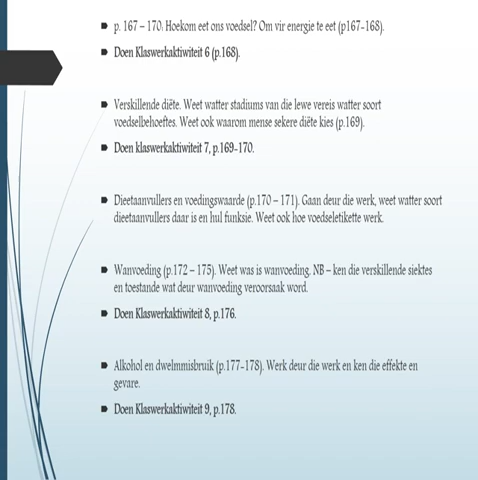 p. 167 – 170. Hoekom eet ons voedsel? Om vir energie te eet (p167-168).
Doen Klaswerkaktiwiteit 6 (p.168).
Verskillende diëte. Weet watter stadiums van die lewe vereis watter soort
voedselbehoeftes. Weet ook waarom mense sekere diëte kies (p.169).
Doen klaswerkaktiwiteit 7, p.169-170.
Dieetaanvullers en voedingswaarde (p.170 – 171). Gaan deur die werk, weet watter soort
dieetaanvullers daar is en hul funksie. Weet ook hoe voedseletikette werk.
Wanvoeding (p.172 – 175). Weet was is wanvoeding. NB – ken die verskillende siektes
en toestande wat deur wanvoeding veroorsaak word.
Doen Klaswerkaktiwiteit 8, p.176.
Alkohol en dwelmmisbruik (p.177-178). Werk deur die werk en ken die effekte en
gevare.
Doen Klaswerkaktiwiteit 9, p.178.